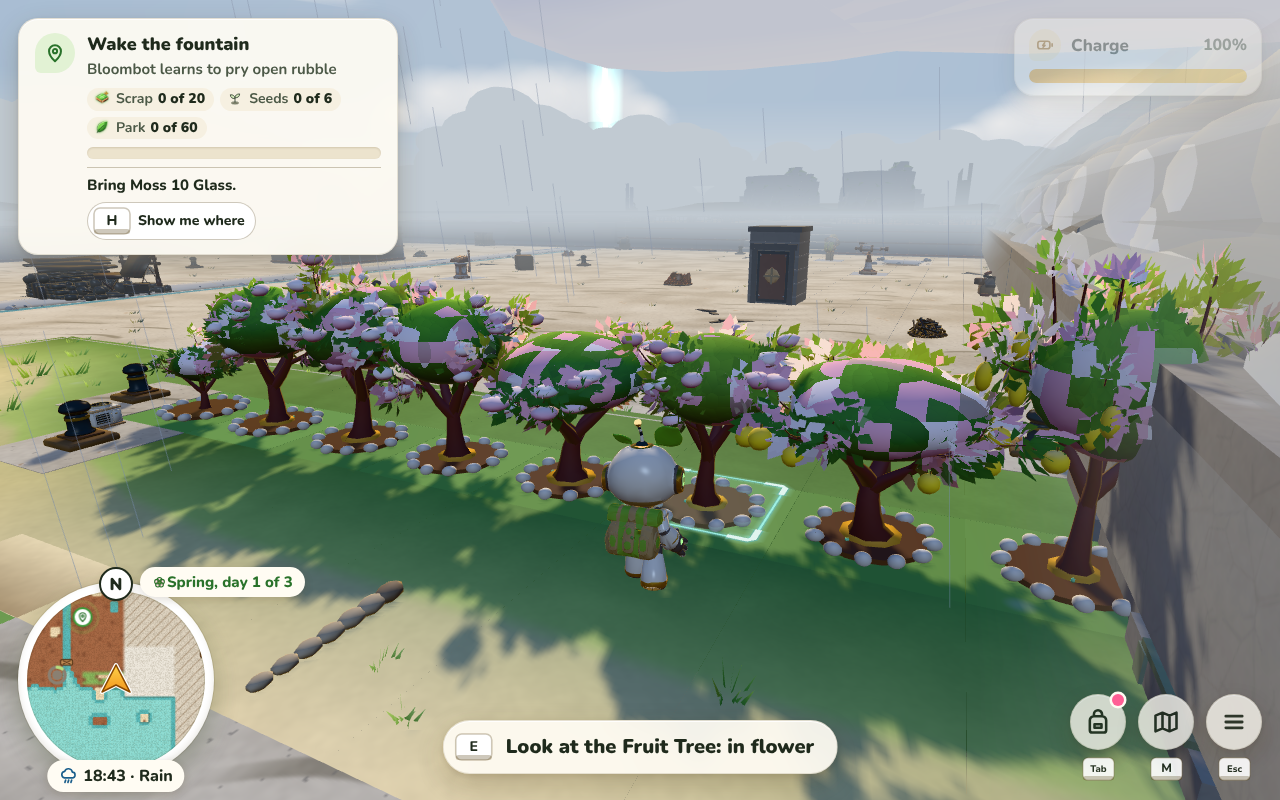 Wake the fountain
Bloombot learns to pry open rubble
Scrap 0 of 20 Seeds 0 of 6
Park 0 of 60
Bring Moss 10 Glass.
H Show me where
Charge 100%
N
Spring, day 1 of 3
18:43 · Rain
E Look at the Fruit Tree: in flower
Tab M Esc